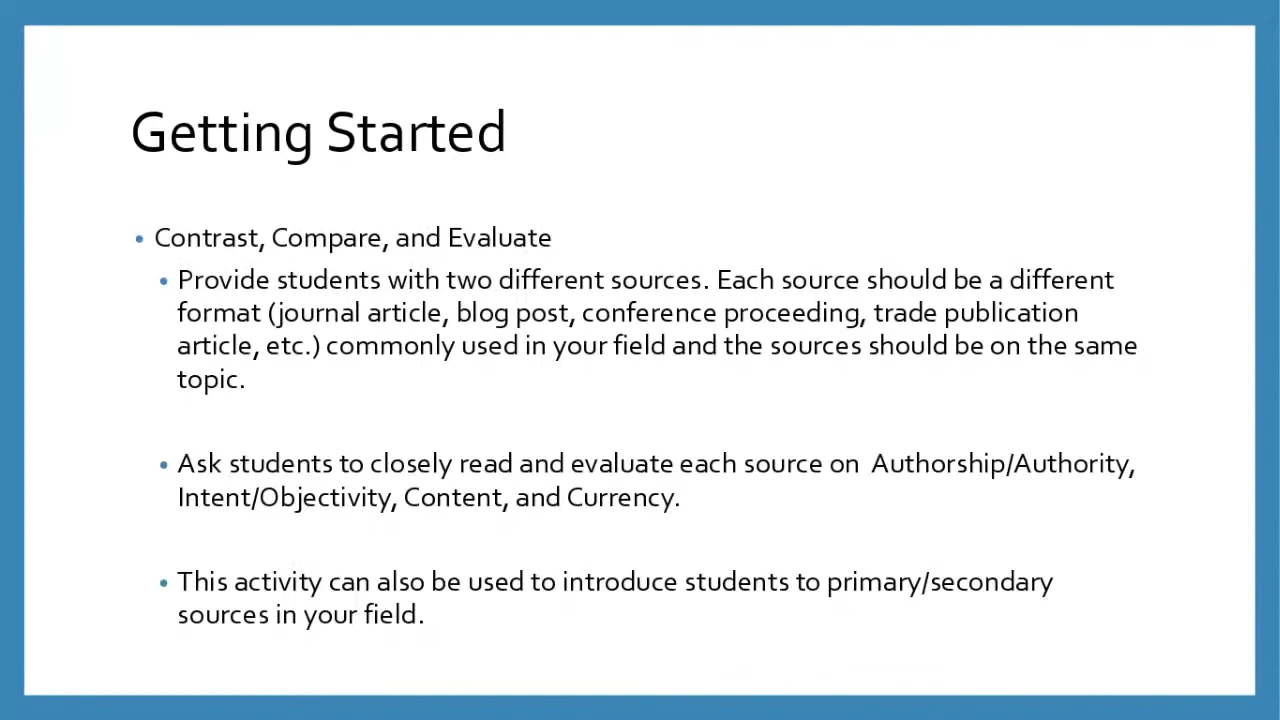 Getting Started
• Contrast, Compare, and Evaluate
• Provide students with two different sources. Each source should be a different
format (journal article, blog post, conference proceeding, trade publication
article, etc.) commonly used in your field and the sources should be on the same
topic.
• Ask students to closely read and evaluate each source on  Authorship/Authority,
Intent/Objectivity, Content, and Currency.
• This activity can also be used to introduce students to primary/secondary
sources in your field.